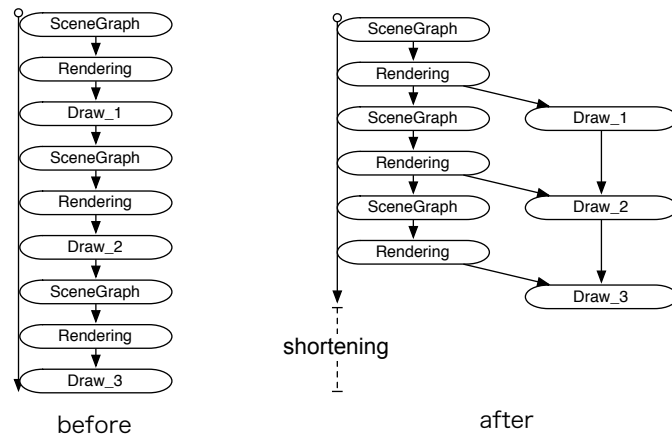 SceneGraph
Rendering
Draw_1
SceneGraph
Rendering
Draw_2
SceneGraph
Rendering
Draw_3
before
SceneGraph
Rendering
SceneGraph
Draw_1
Rendering
SceneGraph
Draw_2
Rendering
Draw_3
shortening
after